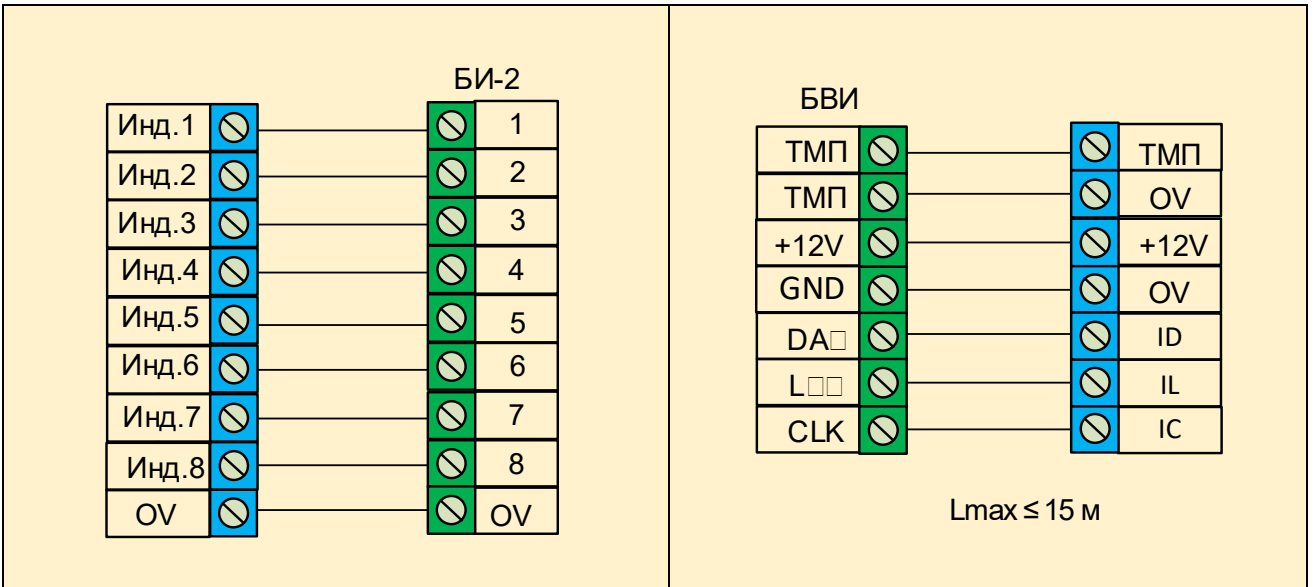 БИ-2
Инд.1 1
Инд.2 2
Инд.3 3
Инд.4 4
Инд.5 5
Инд.6 6
Инд.7 7
Инд.8 8
OV OV
БВИ
ТМП ТМП
ТМП OV
+12V +12V
GND OV
DA□ ID
L□□ IL
CLK IC
Lmax ≤ 15 м